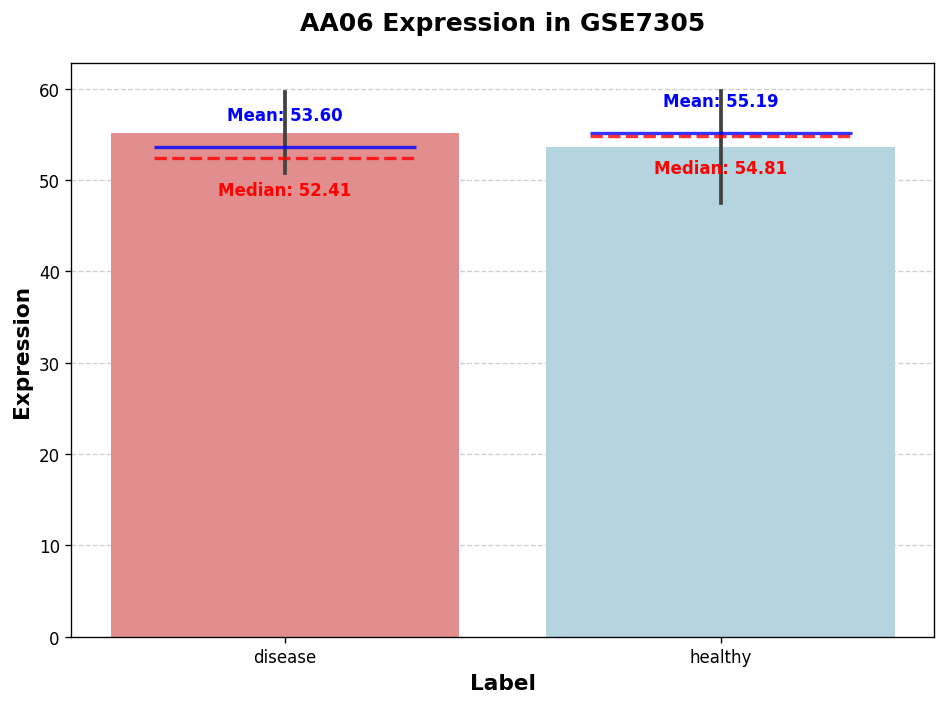 AA06 Expression in GSE7305
60
50
40
30
20
10
0
Expression
Mean: 53.60
Median: 52.41
Mean: 55.19
Median: 54.81
disease
healthy
Label